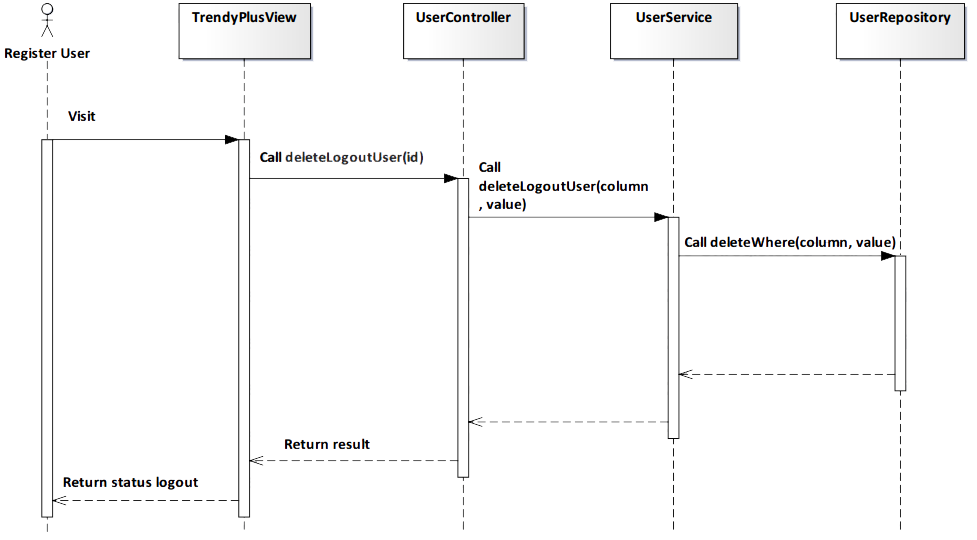 Register User
TrendyPlusView
UserController
UserService
UserRepository
Visit
Call deleteLogoutUser(id)
Call
deleteLogoutUser(column
, value)
Call deleteWhere(column, value)
Return result
Return status logout